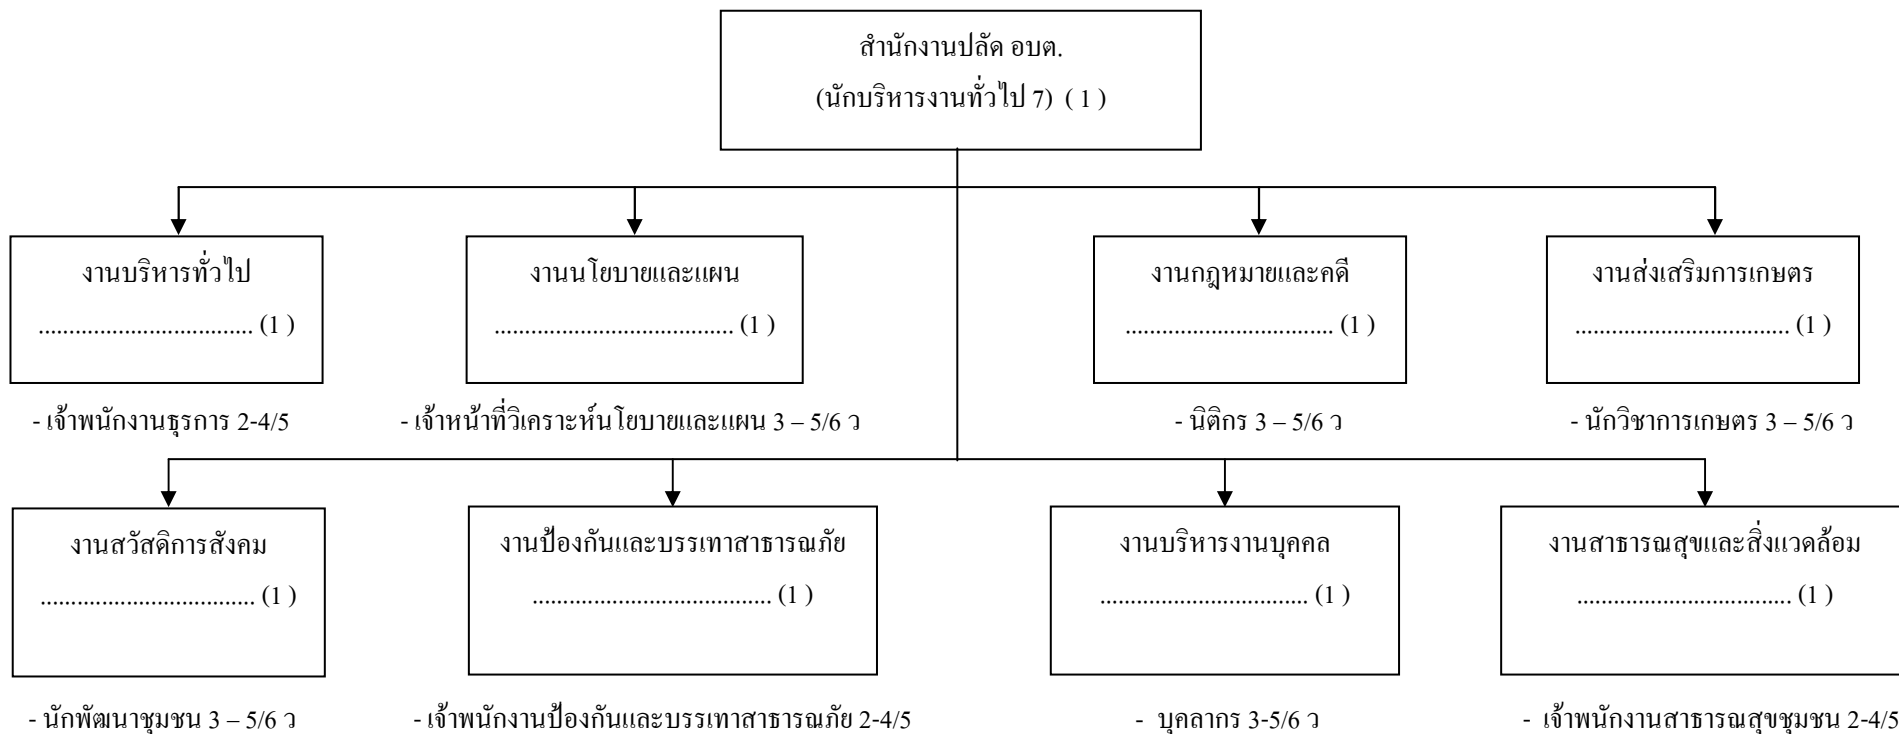 สำนักงานปลัด อบต.
(นักบริหารงานทั่วไป 7) ( 1 )
งานบริหารทั่วไป
................................... (1 )
งานนโยบายและแผน
....................................... (1 )
งานกฎหมายและคดี
.................................. (1 )
งานส่งเสริมการเกษตร
................................... (1 )
- เจ้าพนักงานธุรการ 2-4/5
- เจ้าหน้าที่วิเคราะห์นโยบายและแผน 3 – 5/6 ว
- นิติกร 3 – 5/6 ว
- นักวิชาการเกษตร 3 – 5/6 ว
งานสวัสดิการสังคม
................................... (1 )
งานป้องกันและบรรเทาสาธารณภัย
....................................... (1 )
งานบริหารงานบุคคล
.................................. (1 )
งานสาธารณสุขและสิ่งแวดล้อม
................................... (1 )
- นักพัฒนาชุมชน 3 – 5/6 ว
- เจ้าพนักงานป้องกันและบรรเทาสาธารณภัย 2-4/5
- บุคลากร 3-5/6 ว
- เจ้าพนักงานสาธารณสุขชุมชน 2-4/5